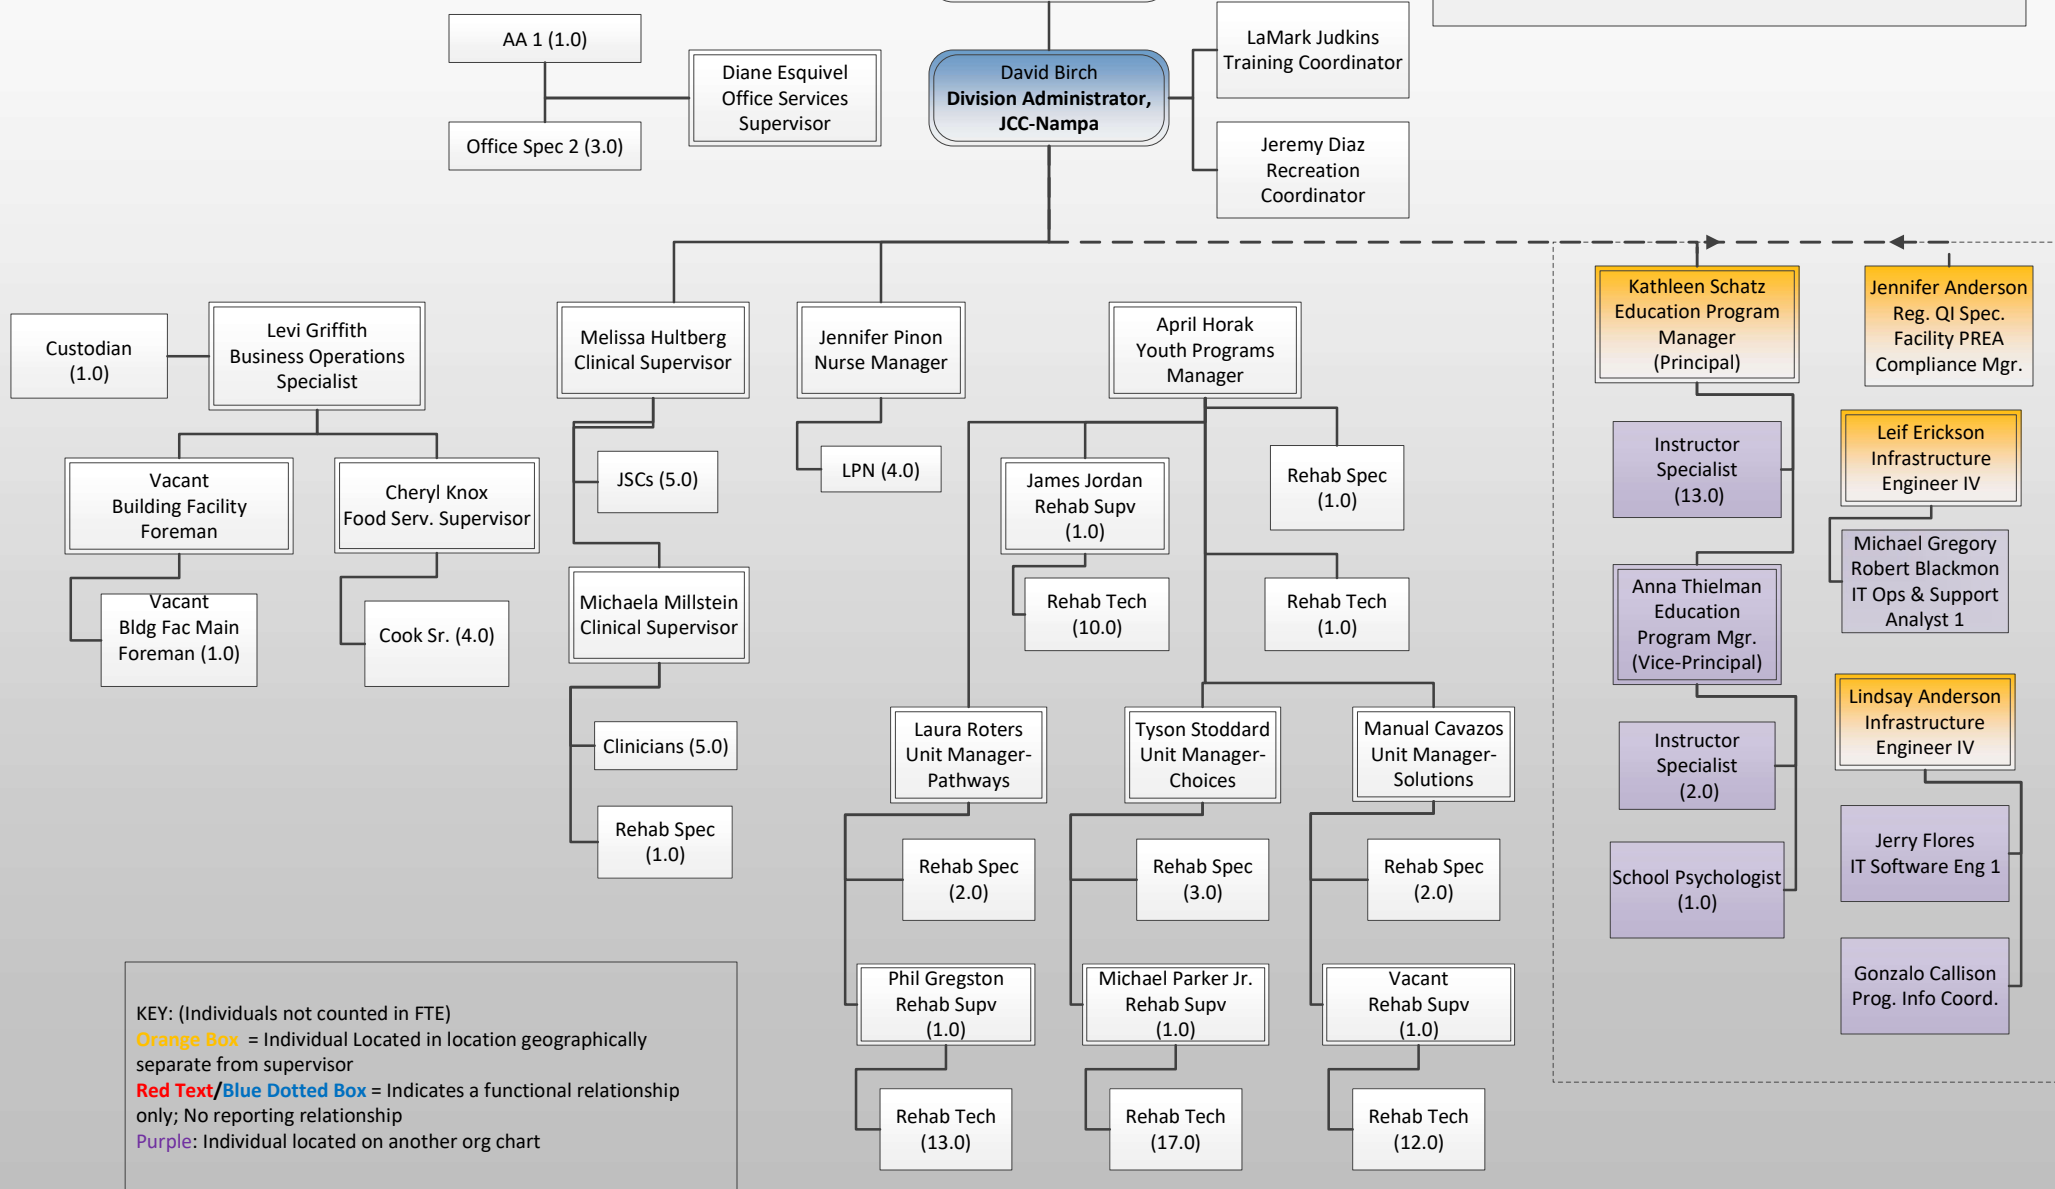 AA 1 (1.0)
Office Spec 2 (3.0)
Diane Esquivel
Office Services
Supervisor
David Birch
Division Administrator,
JCC-Nampa
LaMark Judkins
Training Coordinator
Jeremy Diaz
Recreation
Coordinator
Custodian
(1.0)
Levi Griffith
Business Operations
Specialist
Vacant
Building Facility
Foreman
Vacant
Bldg Fac Main
Foreman (1.0)
Cheryl Knox
Food Serv. Supervisor
Cook Sr. (4.0)
Melissa Hultberg
Clinical Supervisor
JSCs (5.0)
Michaela Millstein
Clinical Supervisor
Clinicians (5.0)
Rehab Spec
(1.0)
Jennifer Pinon
Nurse Manager
LPN (4.0)
April Horak
Youth Programs
Manager
James Jordan
Rehab Supv
(1.0)
Rehab Tech
(10.0)
Rehab Spec
(1.0)
Rehab Tech
(1.0)
Laura Roters
Unit Manager-
Pathways
Rehab Spec
(2.0)
Phil Gregston
Rehab Supv
(1.0)
Rehab Tech
(13.0)
Tyson Stoddard
Unit Manager-
Choices
Rehab Spec
(3.0)
Michael Parker Jr.
Rehab Supv
(1.0)
Rehab Tech
(17.0)
Manual Cavazos
Unit Manager-
Solutions
Rehab Spec
(2.0)
Vacant
Rehab Supv
(1.0)
Rehab Tech
(12.0)
Kathleen Schatz
Education Program
Manager
(Principal)
Instructor
Specialist
(13.0)
Anna Thielman
Education
Program Mgr.
(Vice-Principal)
Instructor
Specialist
(2.0)
School Psychologist
(1.0)
Jennifer Anderson
Reg. QI Spec.
Facility PREA
Compliance Mgr.
Leif Erickson
Infrastructure
Engineer IV
Michael Gregory
Robert Blackmon
IT Ops & Support
Analyst 1
Lindsay Anderson
Infrastructure
Engineer IV
Jerry Flores
IT Software Eng 1
Gonzalo Callison
Prog. Info Coord.
KEY: (Individuals not counted in FTE)
Orange Box = Individual Located in location geographically
separate from supervisor
Red Text/Blue Dotted Box = Indicates a functional relationship
only; No reporting relationship
Purple: Individual located on another org chart